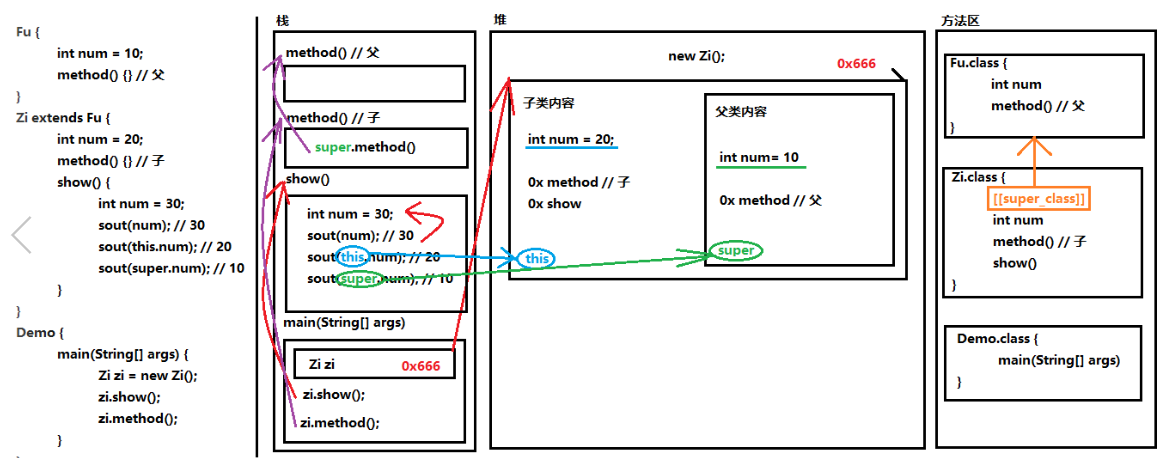 Fu {
int num = 10;
method() {} // 父
}
Zi extends Fu {
int num = 20;
method() {} // 子
show() {
int num = 30;
sout(num); // 30
sout(this.num); // 20
sout(super.num); // 10
}
}
Demo {
main(String[] args) {
Zi zi = new Zi();
zi.show();
zi.method();
}
栈
method() // 父
method() // 子
super.method()
show()
int num = 30;
sout(num); // 30
sout(this.num); // 20
sout(super.num); // 10
main(String[] args)
Zi zi 0x666
zi.show();
zi.method();
堆
new Zi();
0x666
子类内容
int num = 20;
0x method // 子
0x show
this
父类内容
int num= 10
0x method // 父
super
方法区
Fu.class {
int num
method() // 父
}
Zi.class {
[[super_class]]
int num
method() // 子
show()
}
Demo.class {
main(String[] args)
}